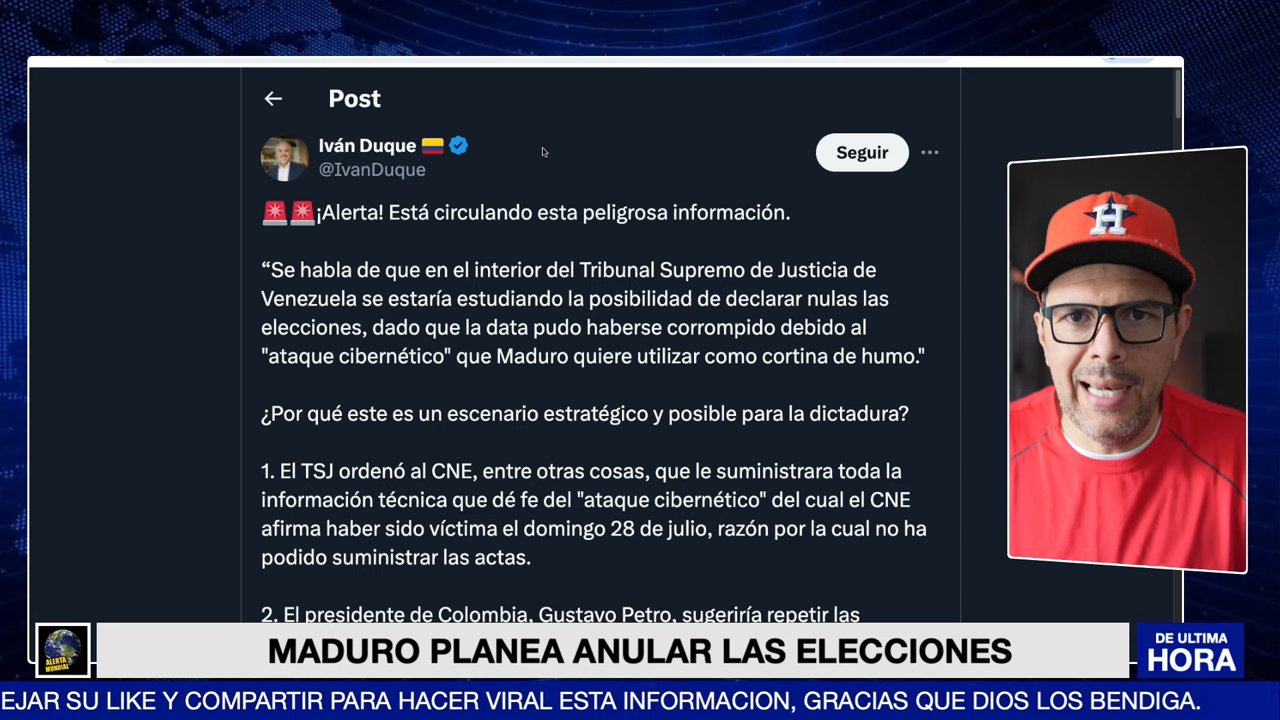 Post
Iván Duque
@IvanDuque
Seguir
¡Alerta! Está circulando esta peligrosa información.
“Se habla de que en el interior del Tribunal Supremo de Justicia de
Venezuela se estaría estudiando la posibilidad de declarar nulas las
elecciones, dado que la data pudo haberse corrompido debido al
"ataque cibernético" que Maduro quiere utilizar como cortina de humo."
¿Por qué este es un escenario estratégico y posible para la dictadura?
1. El TSJ ordenó al CNE, entre otras cosas, que le suministrara toda la
información técnica que dé fe del "ataque cibernético" del cual el CNE
afirma haber sido víctima el domingo 28 de julio, razón por la cual no ha
podido suministrar las actas.
2. El presidente de Colombia, Gustavo Petro, sugeriría repetir las
H
ALERTA
MUNDIAL
MADURO PLANEA ANULAR LAS ELECCIONES
DE ULTIMA
HORA
EJAR SU LIKE Y COMPARTIR PARA HACER VIRAL ESTA INFORMACION, GRACIAS QUE DIOS LOS BENDIGA.